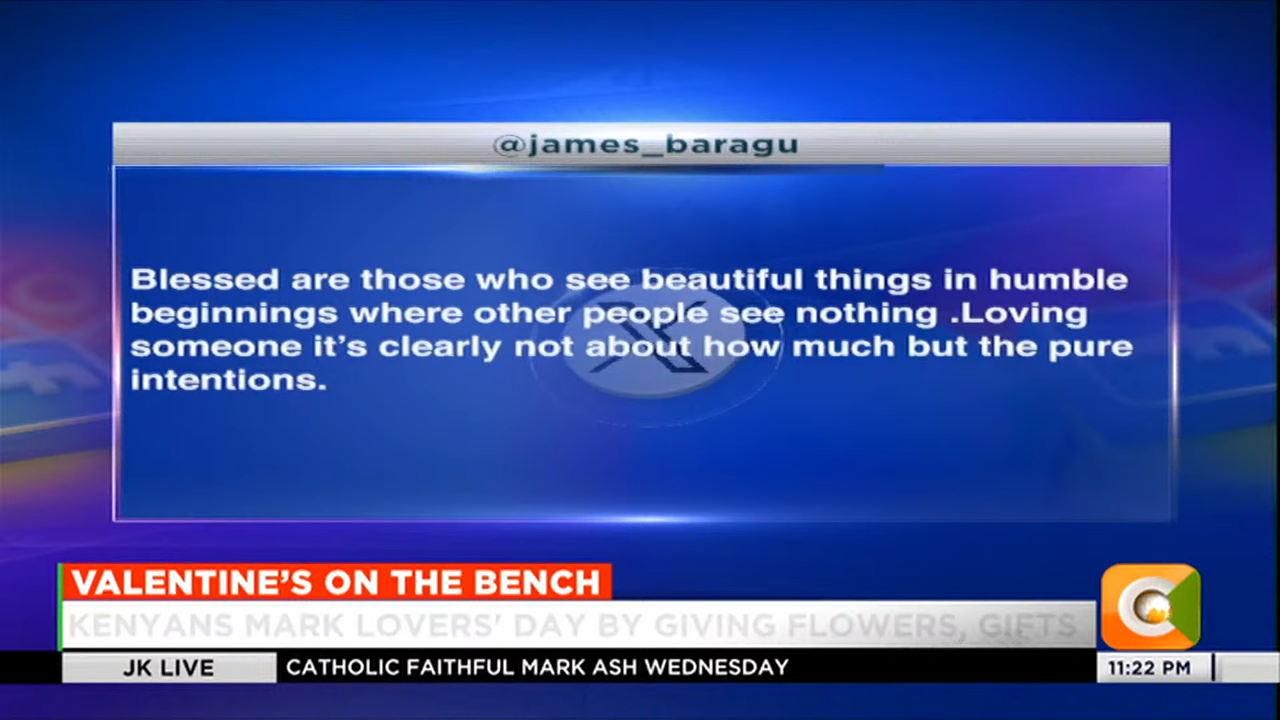 @james_baragu
Blessed are those who see beautiful things in humble
beginnings where other people see nothing .Loving
someone it's clearly not about how much but the pure
intentions.
VALENTINE'S ON THE BENCH
KENYANS MARK LOVERS' DAY BY GIVING FLOWERS, GIFTS
JK LIVE
CATHOLIC FAITHFUL MARK ASH WEDNESDAY
11:22 PM